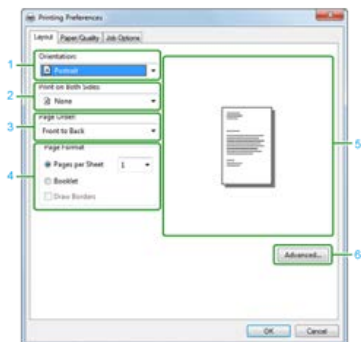 Printing Preferences
Layout Paper/Quality Job Options
Orientation:
1
Portrait
Print on Both Sides:
2
None
Page Order:
3
Front to Back
Page Format
Pages per Sheet 1
4
Booklet
Draw Borders
5
Advanced...
6
OK Cancel